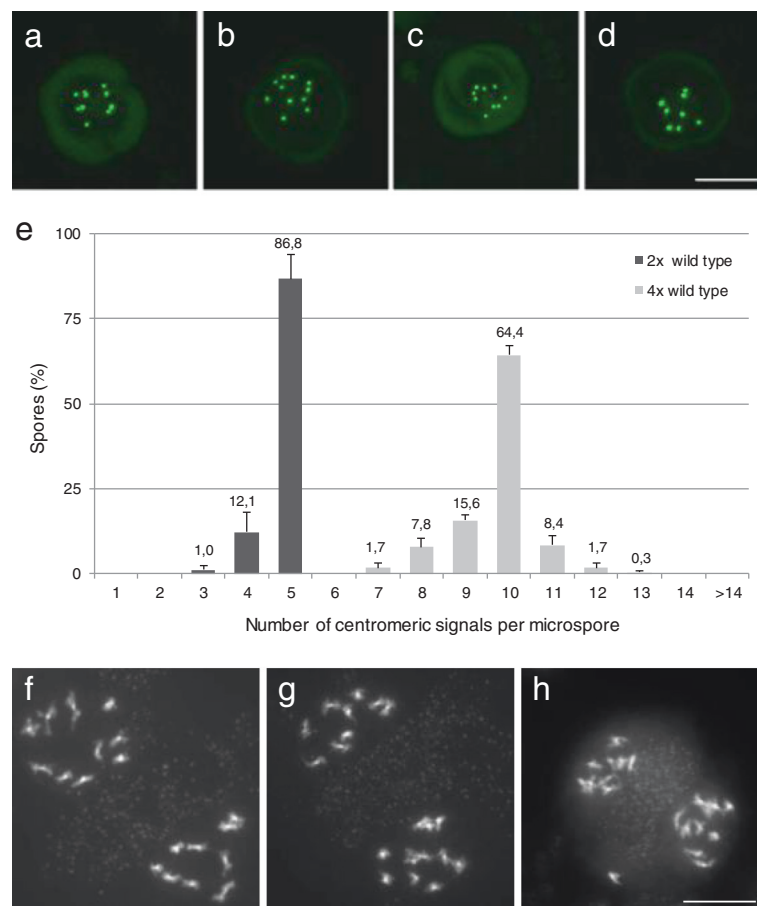 a b c d
e
100
75
50
25
0
Spores (%)
86,8
2x wild type
4x wild type
64,4
12,1
1,0
1,7
7,8
15,6
8,4
1,7
0,3
1 2 3 4 5 6 7 8 9 10 11 12 13 14 >14
Number of centromeric signals per microspore
f g h